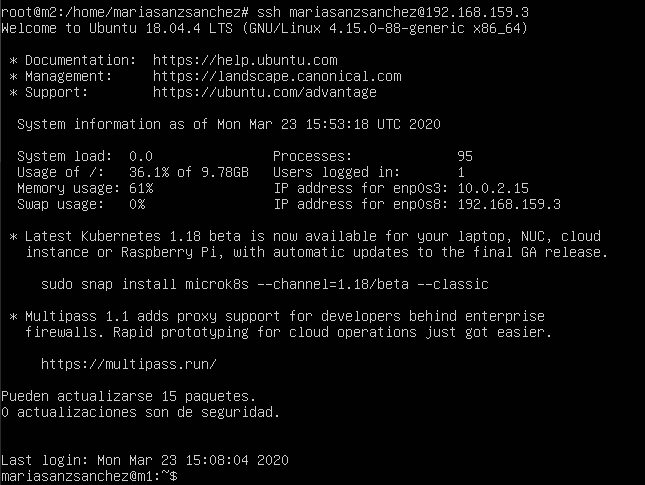 root@m2:/home/mariasanzsanchez# ssh mariasanzsanchez@192.168.159.3
Welcome to Ubuntu 18.04.4 LTS (GNU/Linux 4.15.0-88-generic x86_64)

 * Documentation:  https://help.ubuntu.com
 * Management:     https://landscape.canonical.com
 * Support:        https://ubuntu.com/advantage

  System information as of Mon Mar 23 15:53:18 UTC 2020

  System load:  0.0               Processes:             95
  Usage of /:   36.1% of 9.78GB   Users logged in:       1
  Memory usage: 61%               IP address for enp0s3: 10.0.2.15
  Swap usage:   0%                IP address for enp0s8: 192.168.159.3

 * Latest Kubernetes 1.18 beta is now available for your laptop, NUC, cloud
   instance or Raspberry Pi, with automatic updates to the final GA release.

     sudo snap install microk8s --channel=1.18/beta --classic

 * Multipass 1.1 adds proxy support for developers behind enterprise
   firewalls. Rapid prototyping for cloud operations just got easier.

     https://multipass.run/

Pueden actualizarse 15 paquetes.
0 actualizaciones son de seguridad.


Last login: Mon Mar 23 15:08:04 2020
mariasanzsanchez@m1:~$